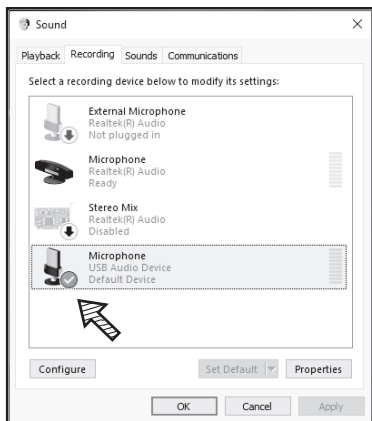 Sound
Playback Recording Sounds Communications
Select a recording device below to modify its settings:
External Microphone
Realtek(R) Audio
Not plugged in
Microphone
Realtek(R) Audio
Ready
Stereo Mix
Realtek(R) Audio
Disabled
Microphone
USB Audio Device
Default Device
Configure Set Default Properties
OK Cancel Apply